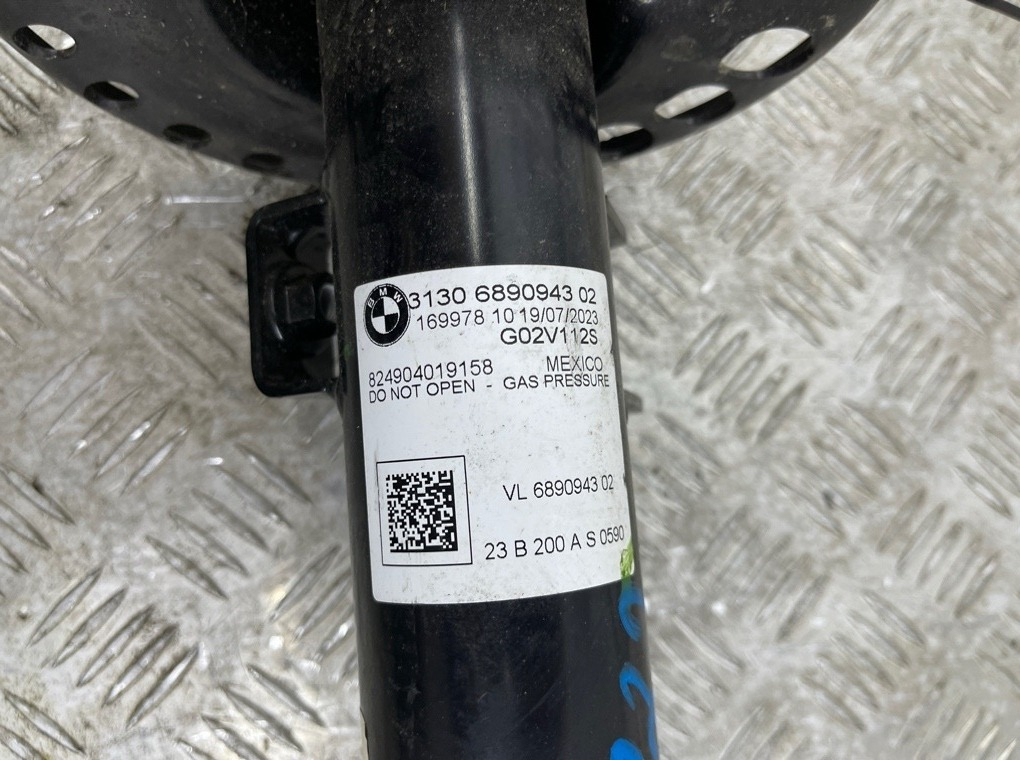 BMW
3130 6890943 02
169978 10 19/07/2023
G02V112S
824904019158 MEXICO
DO NOT OPEN - GAS PRESSURE
VL 6890943 02
23 B 200 A S 0590